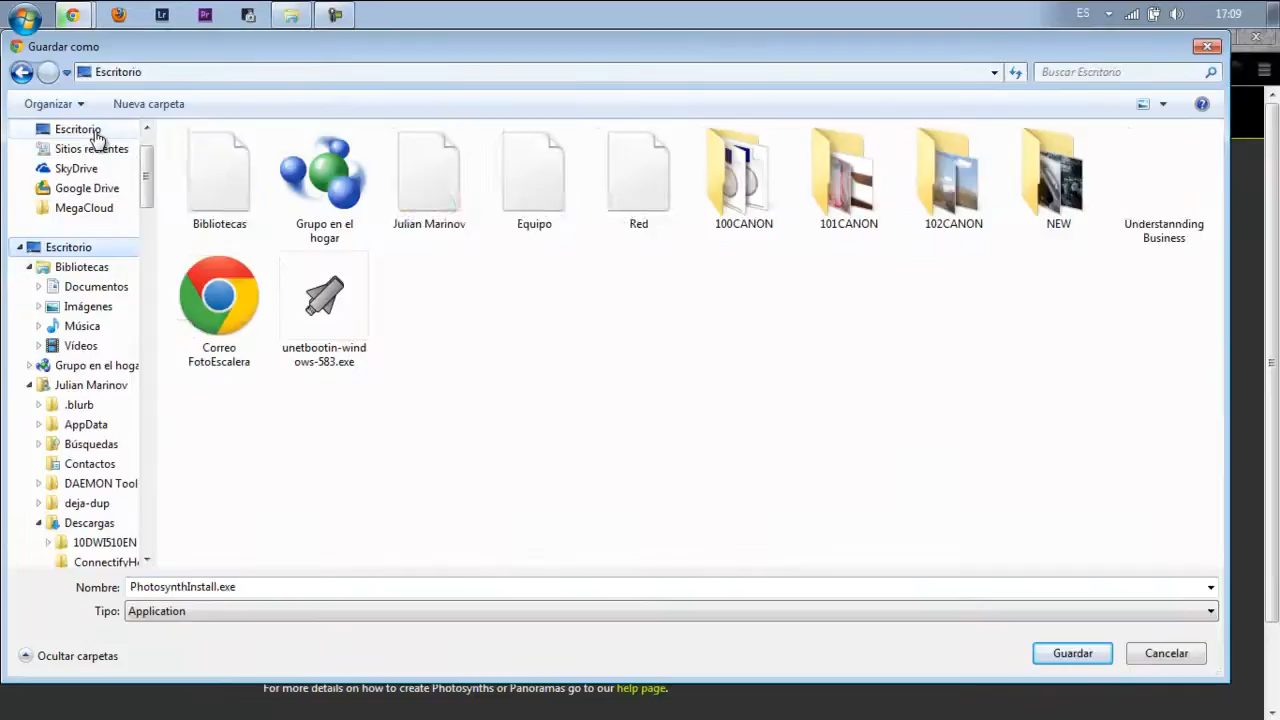 Lr
Pr
ES
17:09
Guardar como
Escritorio
Buscar Escritorio
Organizar
Nueva carpeta
Escritorio
Sitios recientes
SkyDrive
Google Drive
MegaCloud
Escritorio
Bibliotecas
Documentos
Imágenes
Música
Vídeos
Grupo en el hoga
Julian Marinov
.blurb
AppData
Búsquedas
Contactos
DAEMON Tool
deja-dup
Descargas
10DWI510EN
ConnectifyH
Bibliotecas
Grupo en el
hogar
Julian Marinov
Equipo
Red
100CANON
101CANON
102CANON
NEW
Understannding
Business
Correo
FotoEscalera
unetbootin-wind
ows-583.exe
Nombre: PhotosynthInstall.exe
Tipo: Application
Ocultar carpetas
Guardar
Cancelar
For more details on how to create Photosynths or Panoramas go to our help page.